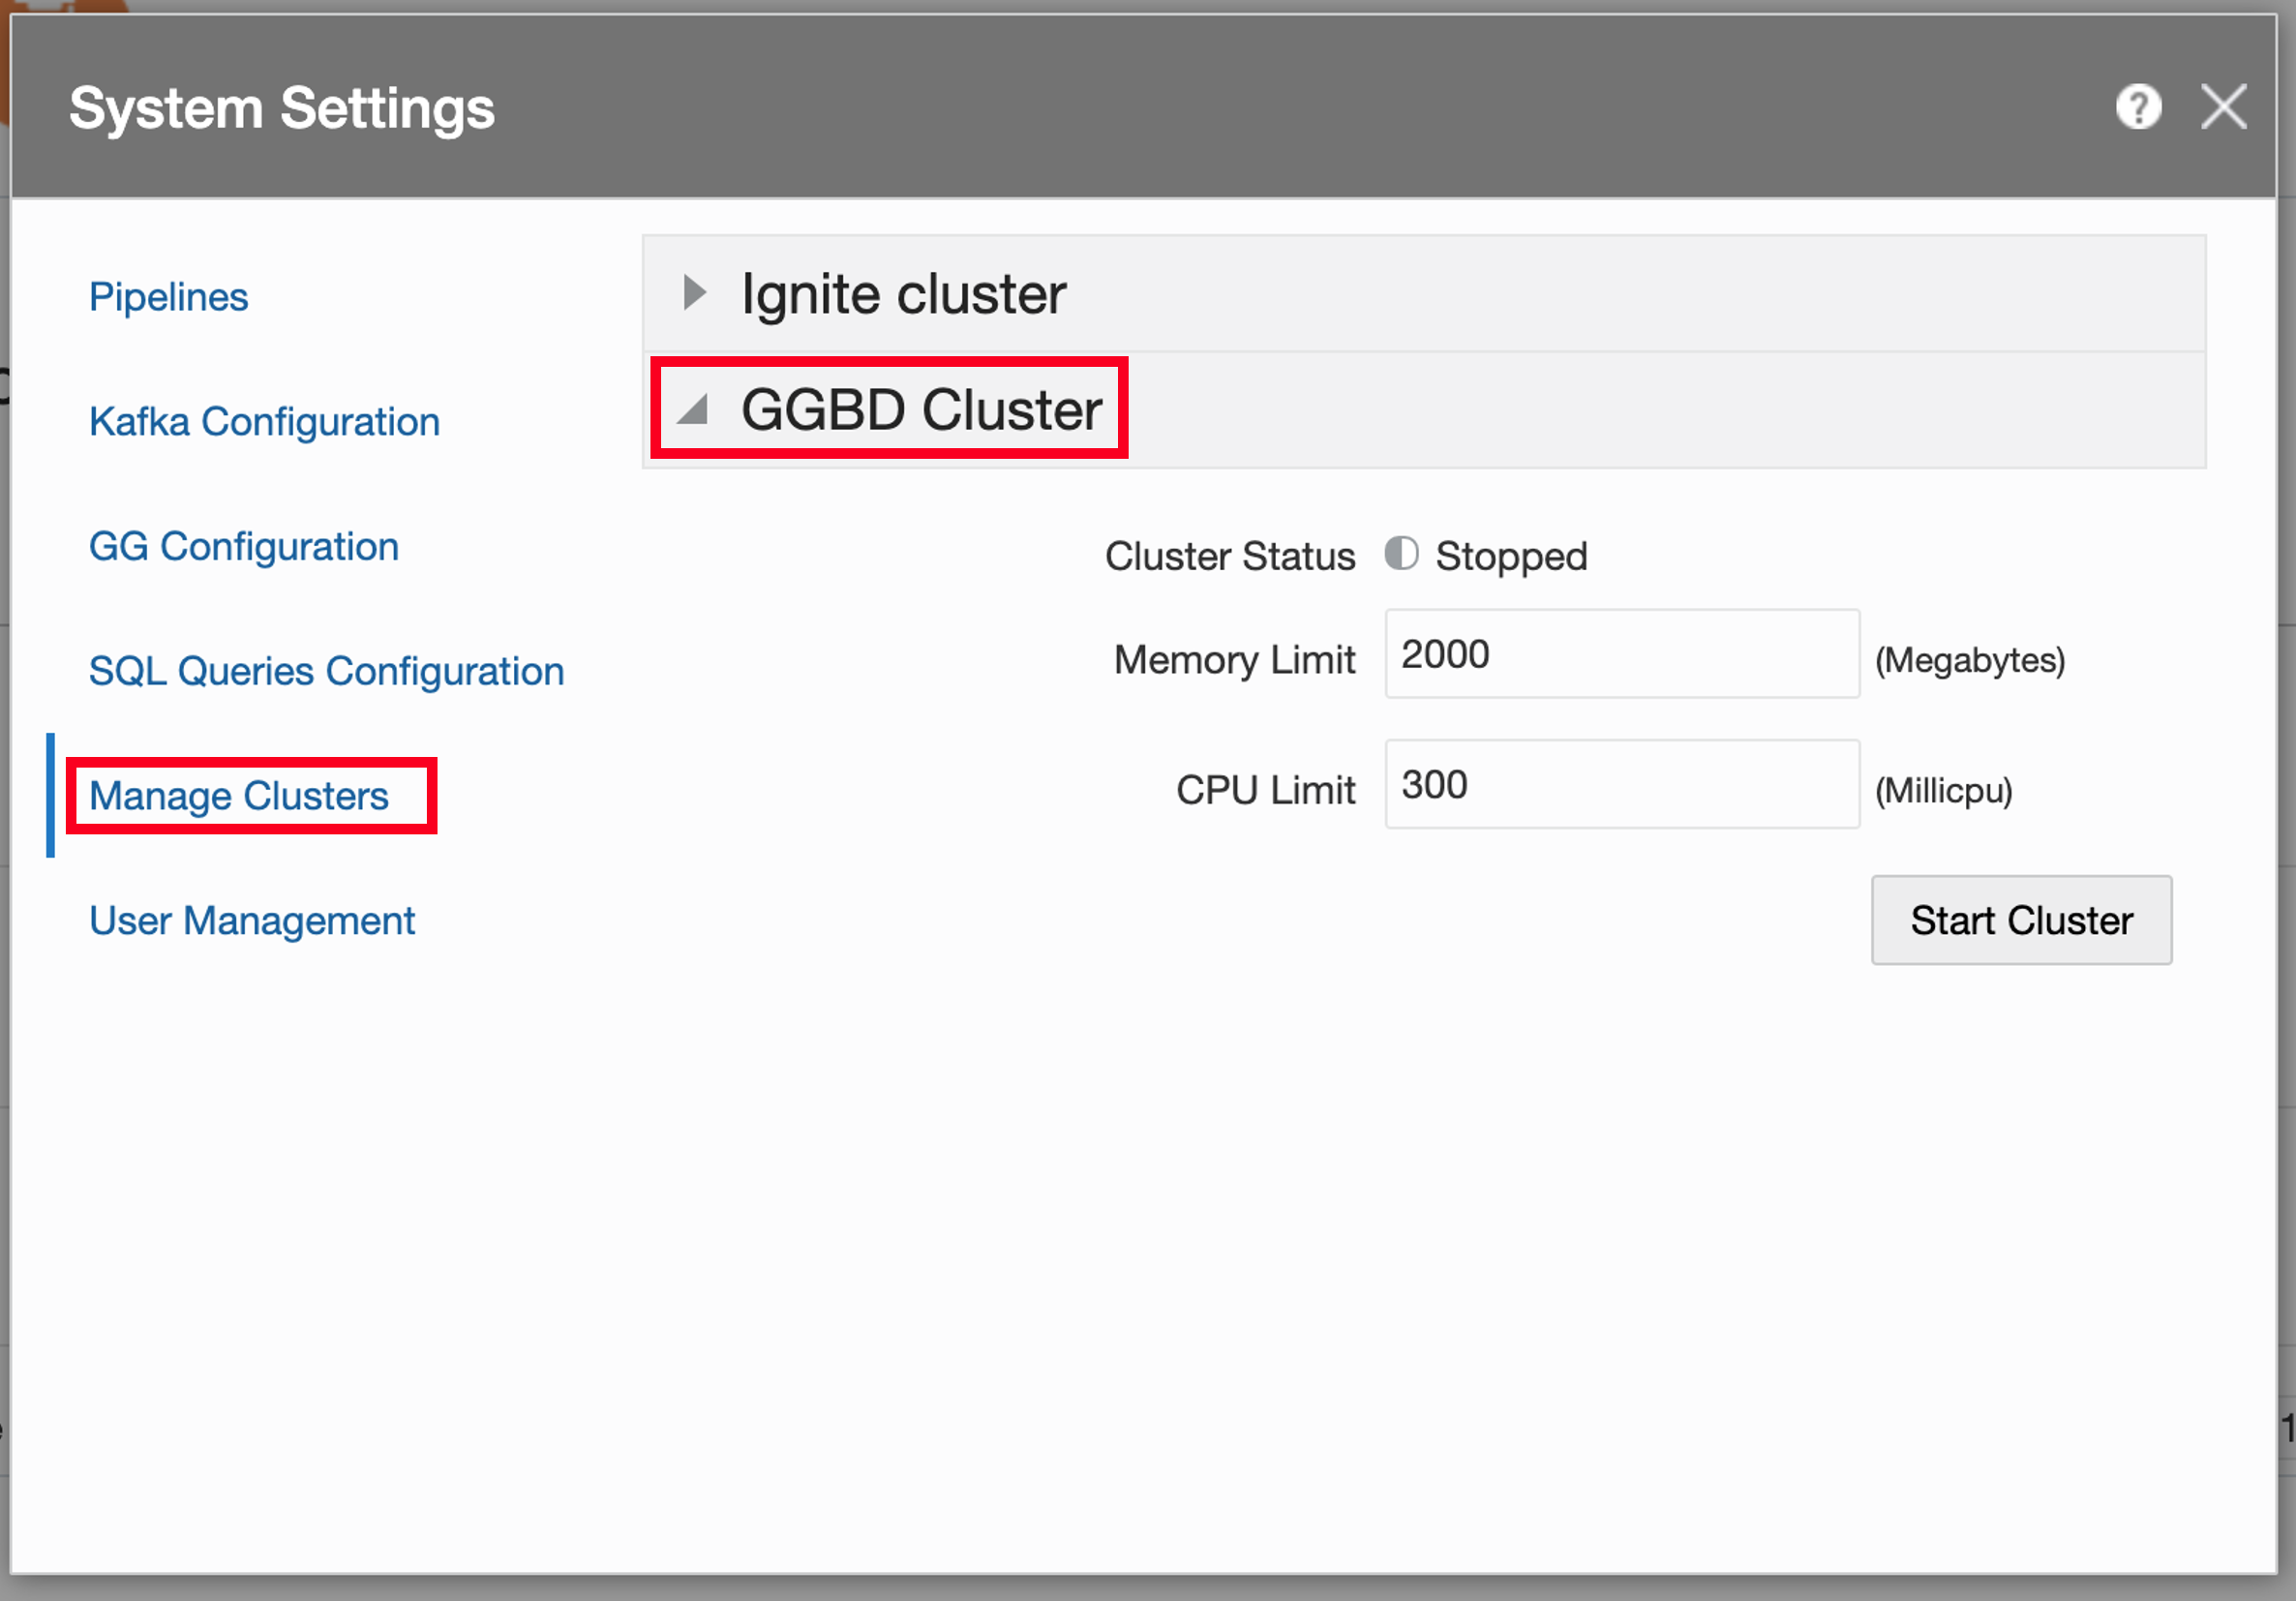 System Settings
Pipelines
Kafka Configuration
GG Configuration
SQL Queries Configuration
Manage Clusters
User Management
Ignite cluster
GGBD Cluster
Cluster Status Stopped
Memory Limit 2000 (Megabytes)
CPU Limit 300 (Millicpu)
Start Cluster